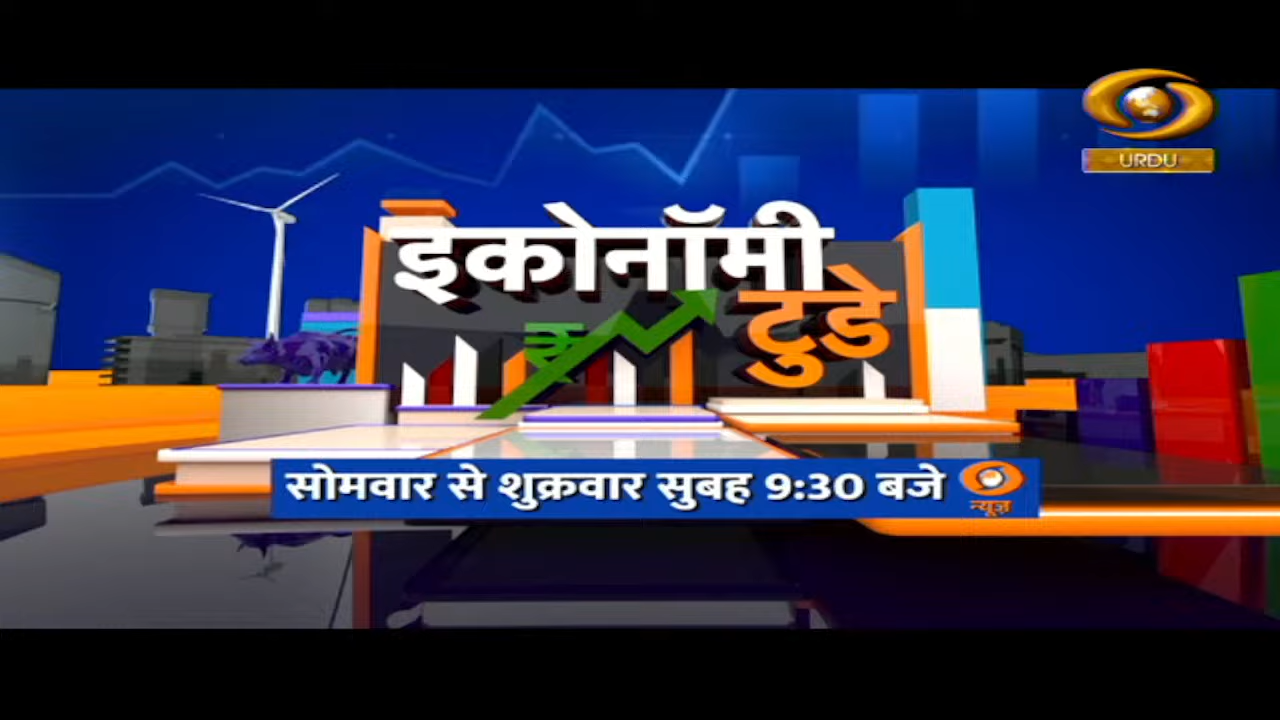 URDU
इकोनॉमी
टुडे
₹
सोमवार से शुक्रवार सुबह 9:30 बजे
न्यूज़